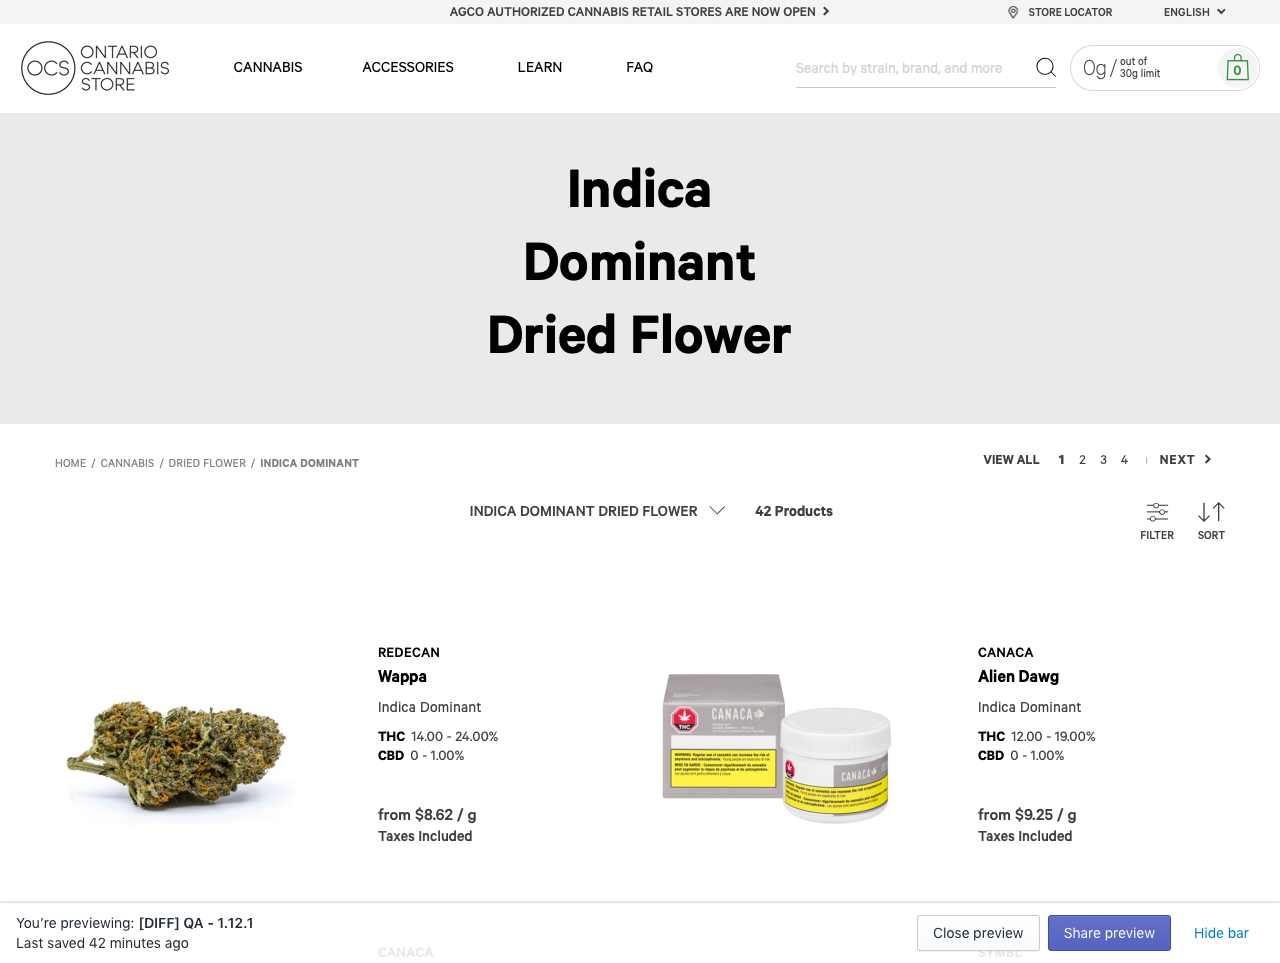 AGCO AUTHORIZED CANNABIS RETAIL STORES ARE NOW OPEN
STORE LOCATOR
ENGLISH
OCS
ONTARIO
CANNABIS
STORE
CANNABIS
ACCESSORIES
LEARN
FAQ
Search by strain, brand, and more
0g / out of
30g limit
0
Indica
Dominant
Dried Flower
HOME / CANNABIS / DRIED FLOWER / INDICA DOMINANT
VIEW ALL 1 2 3 4 | NEXT
INDICA DOMINANT DRIED FLOWER
42 Products
FILTER
SORT
REDECAN
Wappa
Indica Dominant
THC 14.00 - 24.00%
CBD 0 - 1.00%
from $8.62 / g
Taxes Included
CANACA
THC
CANACA
CANACA
Alien Dawg
Indica Dominant
THC 12.00 - 19.00%
CBD 0 - 1.00%
from $9.25 / g
Taxes Included
You're previewing: [DIFF] QA - 1.12.1
Last saved 42 minutes ago
CANACA
Close preview
Share preview
Hide bar
SYMBL